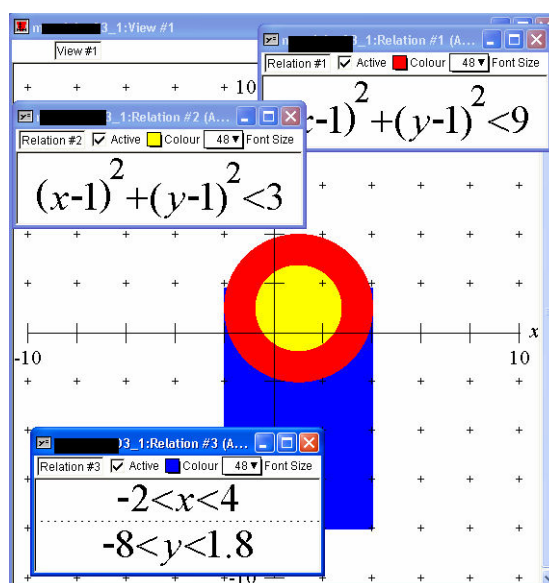 3_1:View #1
View #1
10
3_1:Relation #1 (A...
Relation #1 Active Colour 48 Font Size
x-1)² +(y-1)² <9
3_1:Relation #2 (A...
Relation #2 Active Colour 48 Font Size
(x-1)² +(y-1)² <3
x
-10
10
3_1:Relation #3 (A...
Relation #3 Active Colour 48 Font Size
-2<x<4
-8<y<1.8
-10